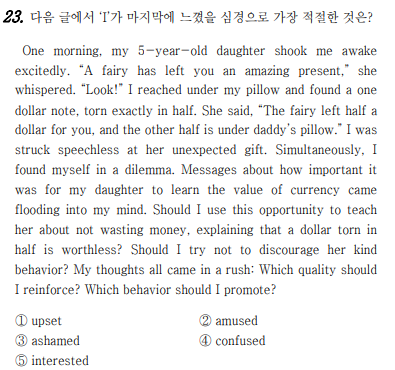 23. 다음 글에서 'I'가 마지막에 느꼈을 심경으로 가장 적절한 것은?
One morning, my 5-year-old daughter shook me awake
excitedly. “A fairy has left you an amazing present,” she
whispered. “Look!” I reached under my pillow and found a one
dollar note, torn exactly in half. She said, “The fairy left half a
dollar for you, and the other half is under daddy’s pillow.” I was
struck speechless at her unexpected gift. Simultaneously, I
found myself in a dilemma. Messages about how important it
was for my daughter to learn the value of currency came
flooding into my mind. Should I use this opportunity to teach
her about not wasting money, explaining that a dollar torn in
half is worthless? Should I try not to discourage her kind
behavior? My thoughts all came in a rush: Which quality should
I reinforce? Which behavior should I promote?
① upset ② amused
③ ashamed ④ confused
⑤ interested